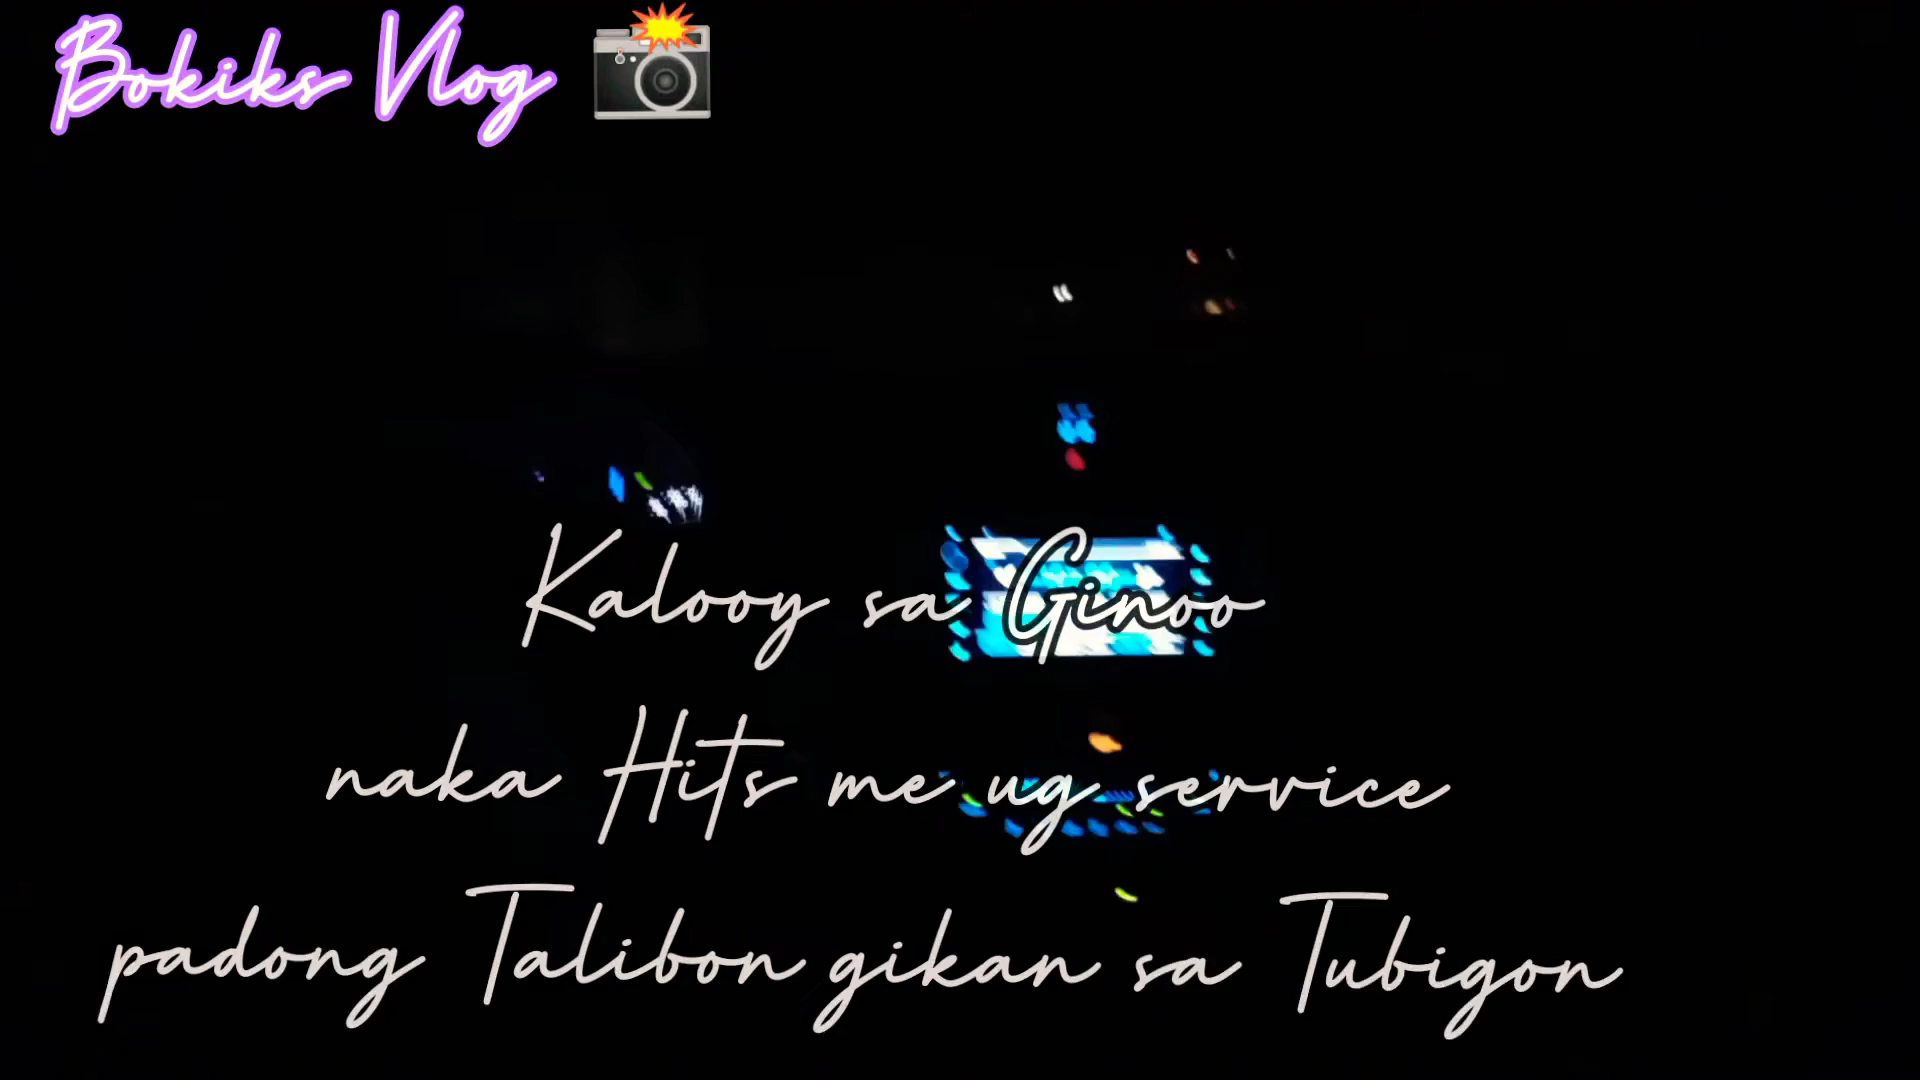 Bokiks Vlog
Kalooy sa Ginoo
naka Hits me ug service
padong Talibon gikan sa Tubigon